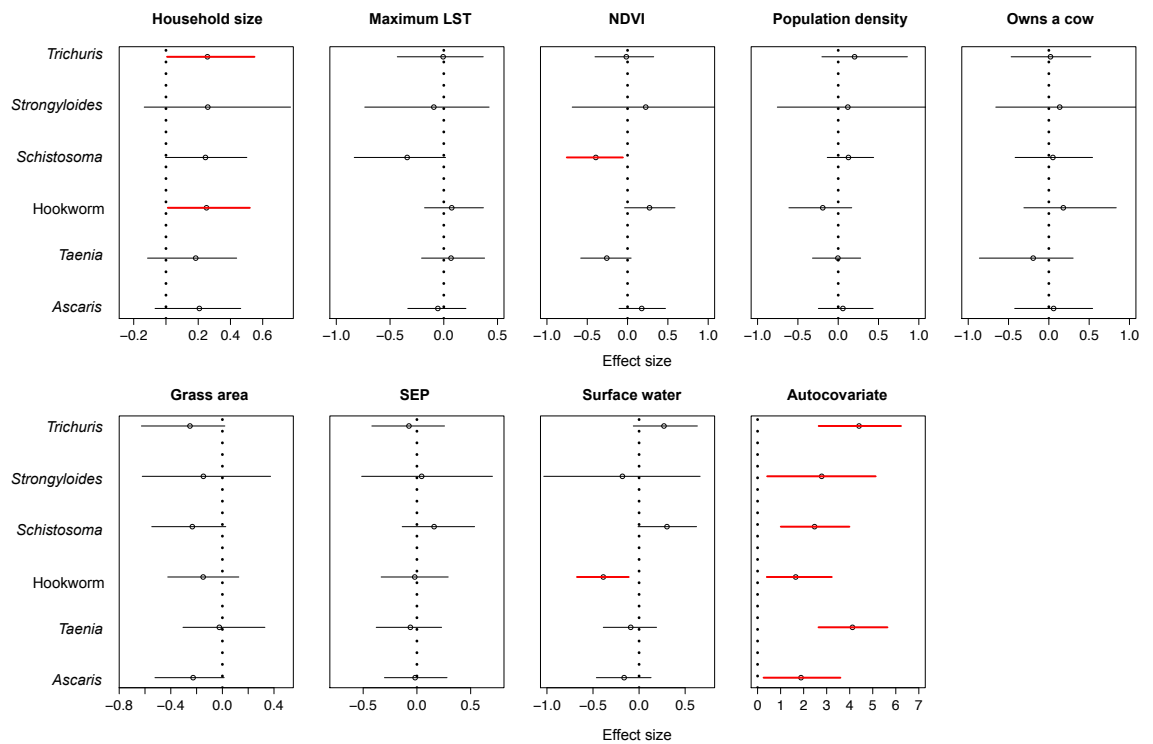 Household size Maximum LST NDVI Population density Owns a cow
Trichuris
Strongyloides
Schistosoma
Hookworm
Taenia
Ascaris
−0.2 0.2 0.4 0.6 −1.0 −0.5 0.0 0.5 −1.0 −0.5 0.0 0.5 1.0 −1.0 −0.5 0.0 0.5 1.0 −1.0 −0.5 0.0 0.5 1.0
Effect size
Grass area SEP Surface water Autocovariate
Trichuris
Strongyloides
Schistosoma
Hookworm
Taenia
Ascaris
−0.8 −0.4 0.0 0.4 −0.5 0.0 0.5 −1.0 −0.5 0.0 0.5 0 1 2 3 4 5 6 7
Effect size